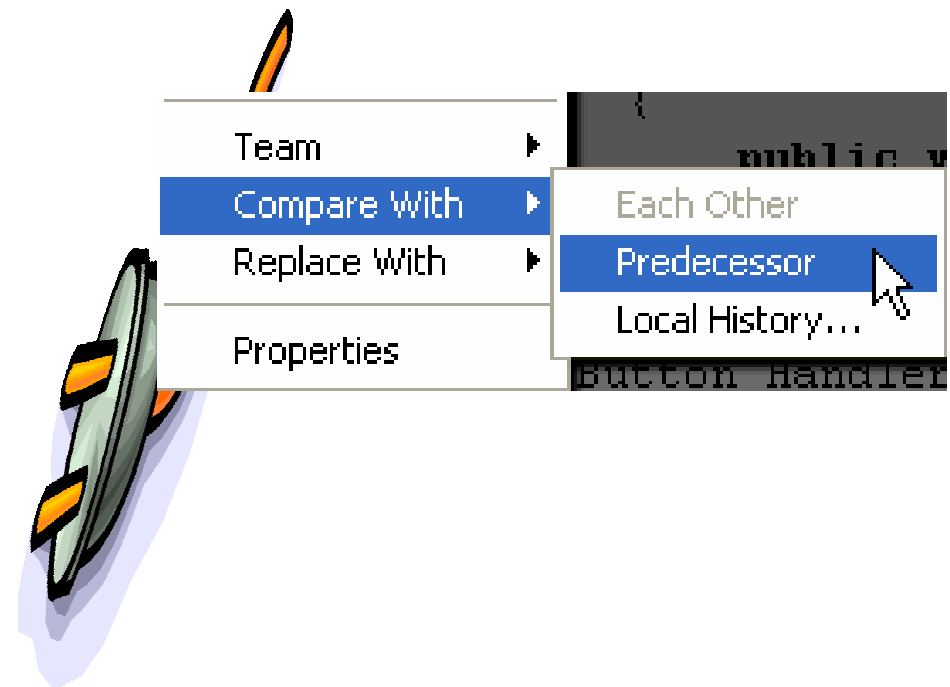 {
public
Team
Compare With
Replace With
Properties
Each Other
Predecessor
Local History...
Button Handler